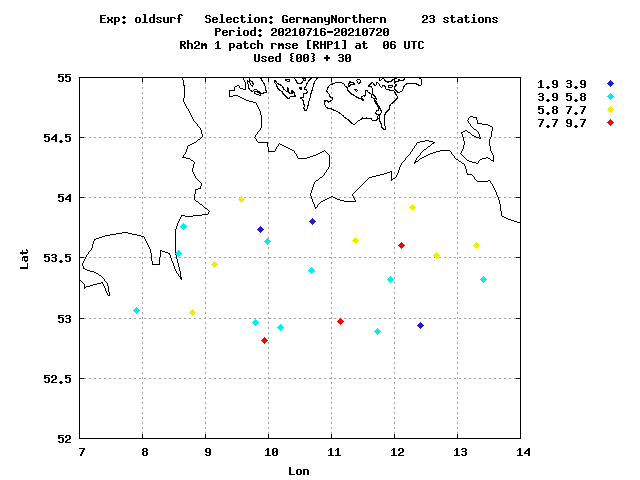 Exp: oldsurf   Selection: GermanyNorthern     23 stations
Period: 20210716-20210720
Rh2m 1 patch rmse [RHP1] at  06 UTC
Used {00} + 30
1.9 3.9
3.9 5.8
5.8 7.7
7.7 9.7
55
54.5
54
53.5
53
52.5
52
Lat
7 8 9 10 11 12 13 14
Lon